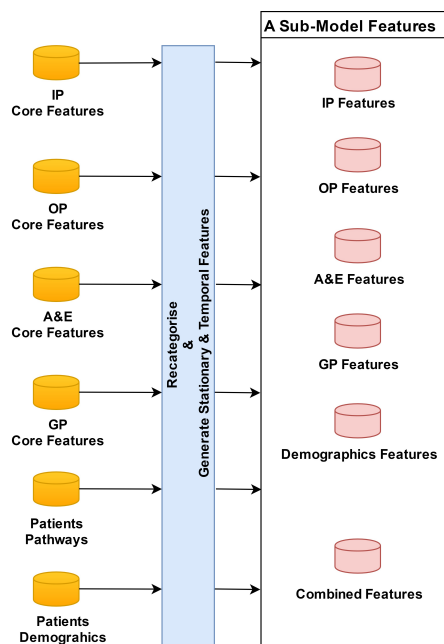 A Sub-Model Features
IP
Core Features
OP
Core Features
A&E
Core Features
GP
Core Features
Patients
Pathways
Patients
Demograhics
Recategorise
&
Generate Stationary & Temporal Features
IP Features
OP Features
A&E Features
GP Features
Demographics Features
Combined Features